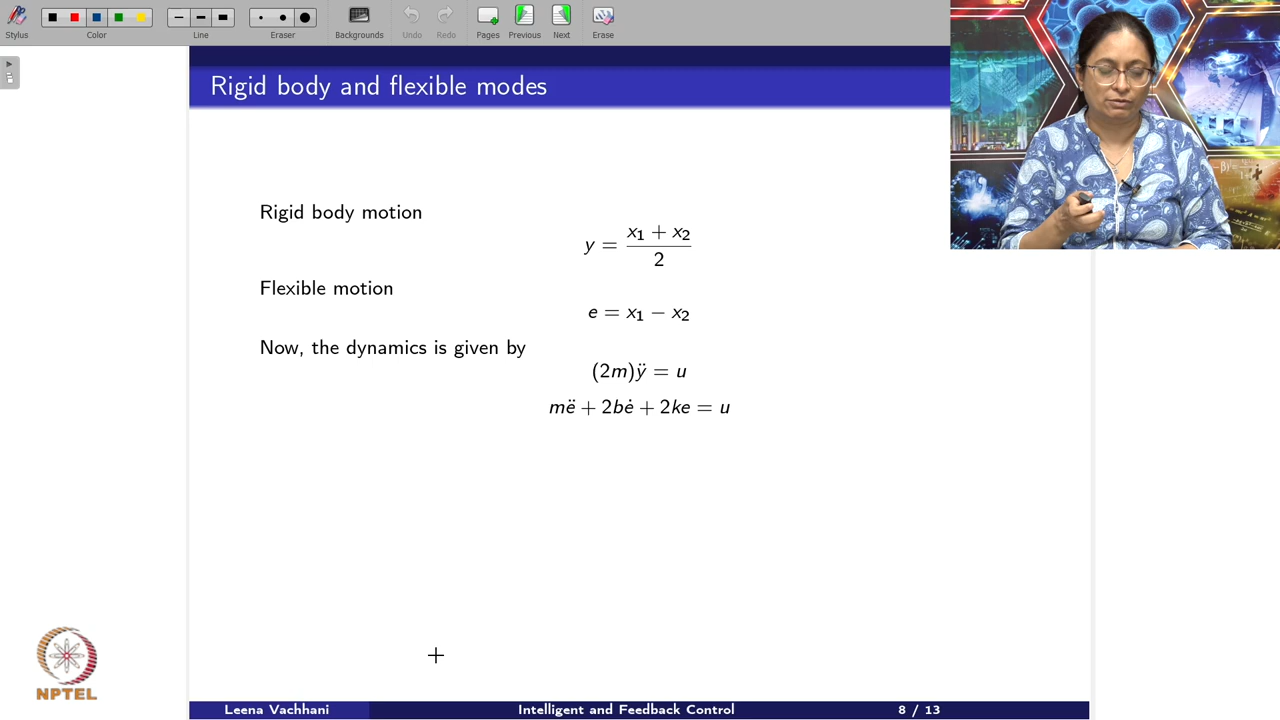 Stylus
Color
Line
Eraser
Backgrounds
Undo
Redo
Pages
Previous
Next
Erase
Rigid body and flexible modes
Rigid body motion
y = \frac{x₁ + x₂}{2}
Flexible motion
e = x₁ − x₂
Now, the dynamics is given by
(2m)ÿ = u
më + 2bė + 2ke = u
NPTEL
Leena Vachhani
Intelligent and Feedback Control
8 / 13